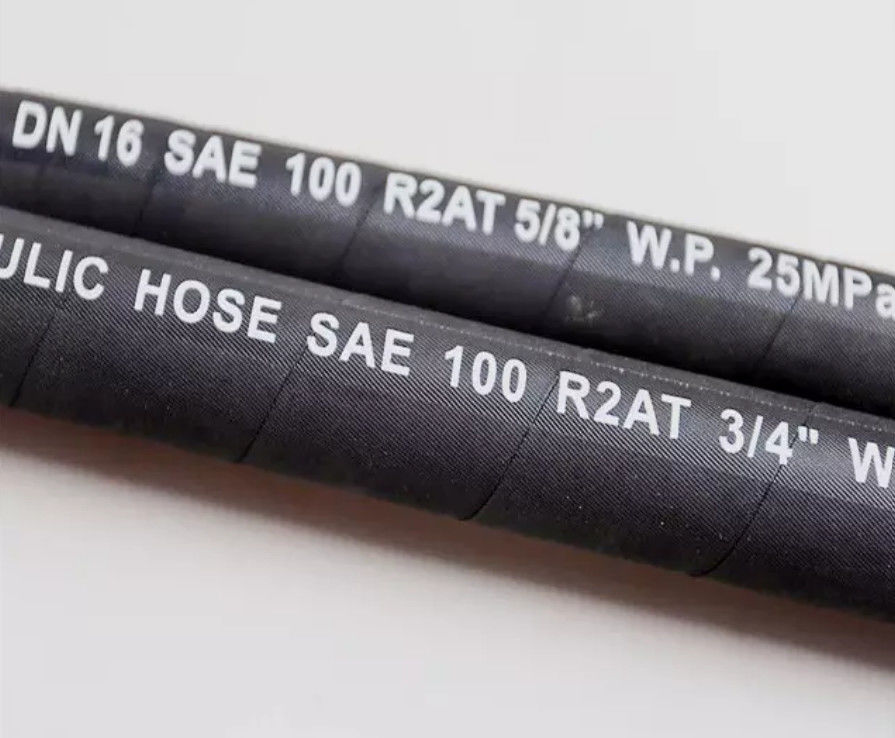 DN 16 SAE 100 R2AT 5/8" W.P. 25MPa
ULIC HOSE SAE 100 R2AT 3/4" W